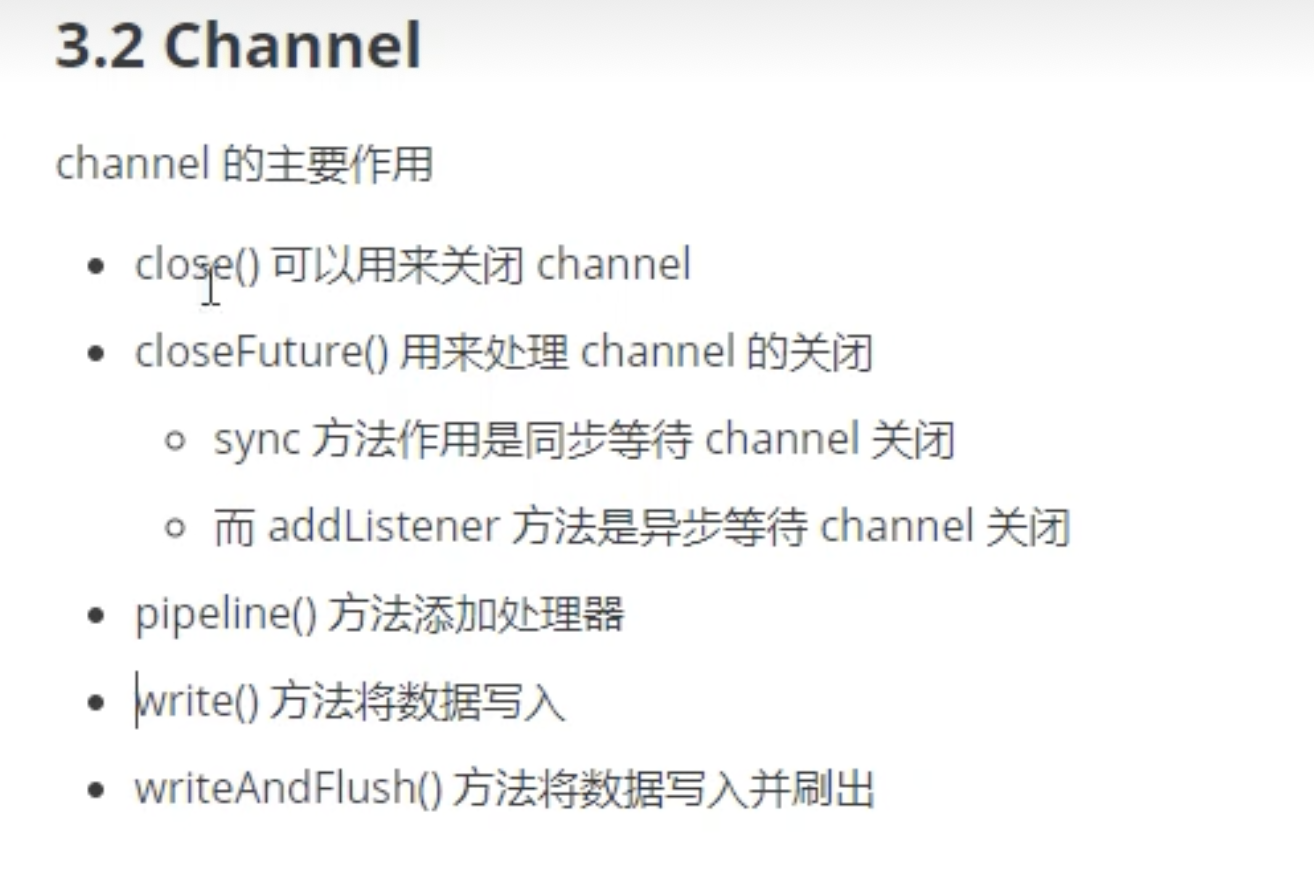 3.2 Channel
channel 的主要作用
close() 可以用来关闭 channel
closeFuture() 用来处理 channel 的关闭
sync 方法作用是同步等待 channel 关闭
而 addListener 方法是异步等待 channel 关闭
pipeline() 方法添加处理器
write() 方法将数据写入
writeAndFlush() 方法将数据写入并刷出